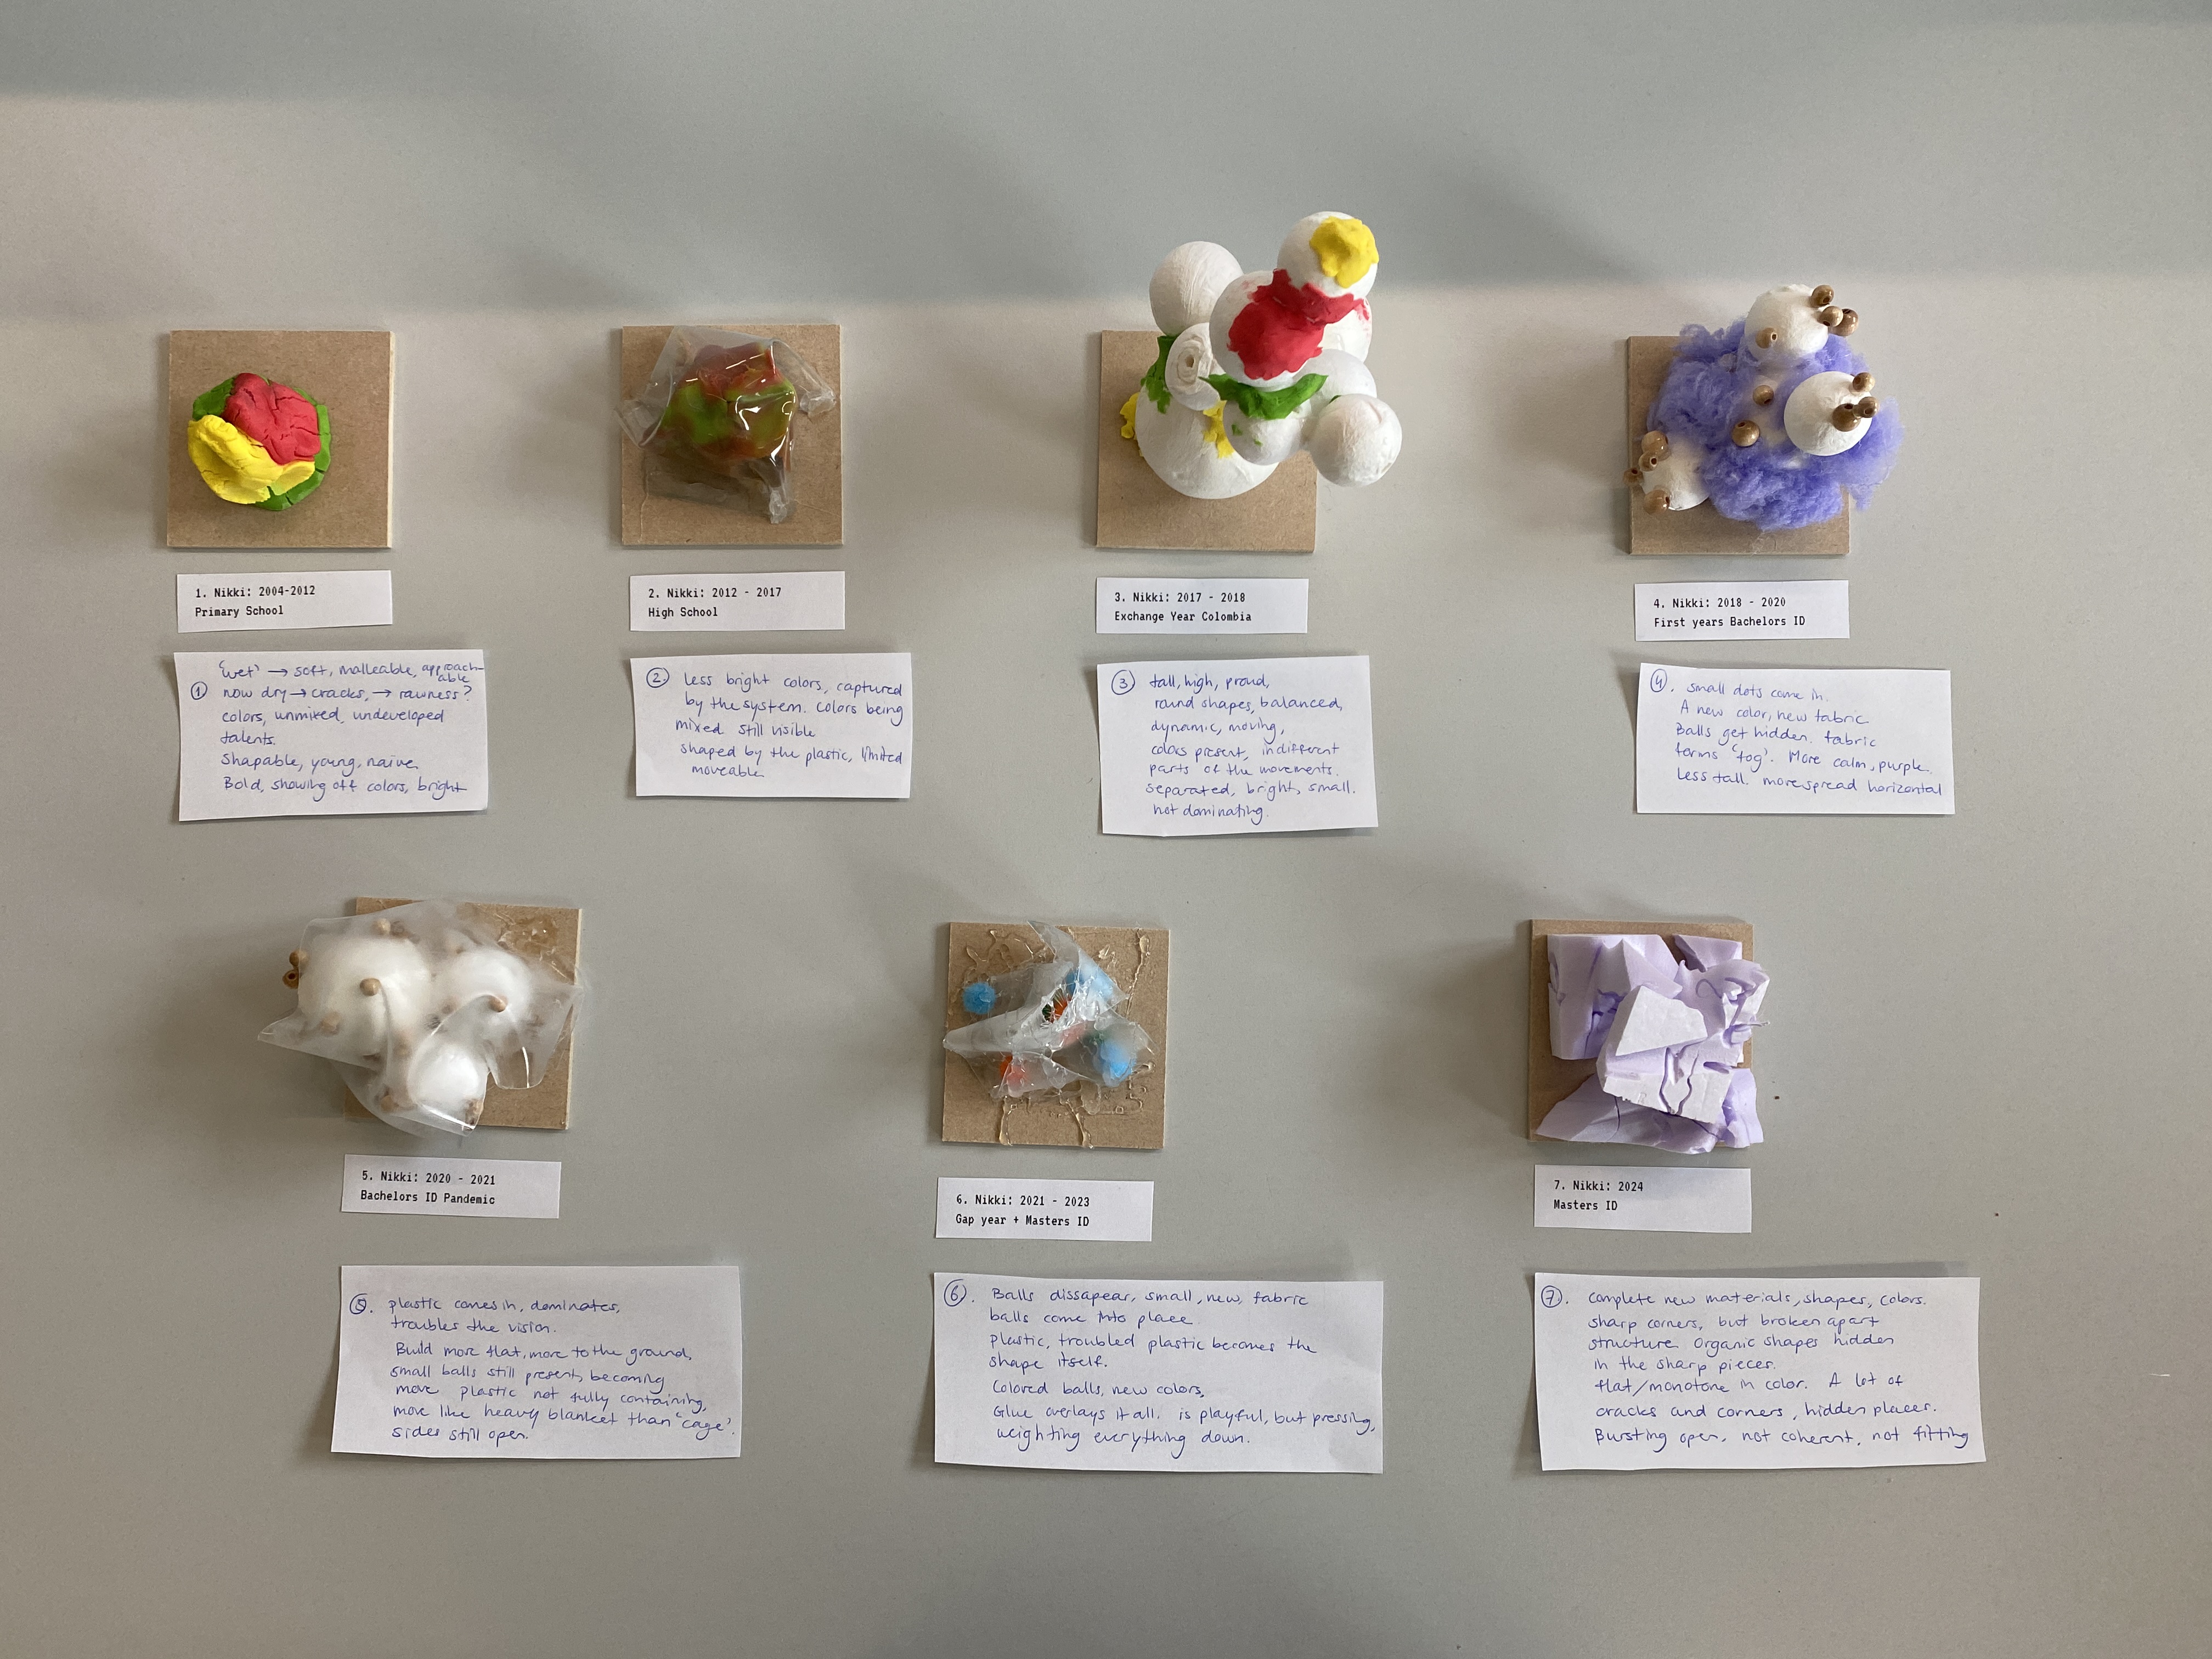 1. Nikki: 2004-2012
Primary School
2. Nikki: 2012 - 2017
High School
3. Nikki: 2017 - 2018
Exchange Year Colombia
4. Nikki: 2018 - 2020
First years Bachelors ID
① 'wet' → soft, malleable, approachable
now dry → cracks, → rawness?
colors, unmixed, undeveloped
talents.
Shapable, young, naive
Bold, showing off colors, bright
② less bright colors, captured
by the system. Colors being
mixed still visible
shaped by the plastic, limited
moveable
③ tall, high, proud,
round shapes, balanced,
dynamic, moving,
colors present, in different
parts of the movements.
separated, bright, small.
not dominating.
④. small dots come in.
A new color, new fabric
Balls get hidden. fabric
forms 'fog'. More calm, purple.
Less tall. more spread horizontal
5. Nikki: 2020 - 2021
Bachelors ID Pandemic
6. Nikki: 2021 - 2023
Gap year + Masters ID
7. Nikki: 2024
Masters ID
⑤. plastic comes in, dominates,
troubles the vision.
Build more flat, more to the ground,
small balls still present, becoming
more plastic not fully containing,
more like heavy blanket than 'cage'.
sides still open.
⑥. Balls dissapear, small, new, fabric
balls come into place
plastic, troubled plastic becomes the
shape itself.
Colored balls, new colors,
Glue overlays it all. is playful, but pressing,
weighting everything down.
⑦. Complete new materials, shapes, colors.
sharp corners, but broken apart
structure. Organic shapes hidden
in the sharp pieces.
flat/monotone in color. A lot of
cracks and corners, hidden places.
Bursting open, not coherent, not fitting